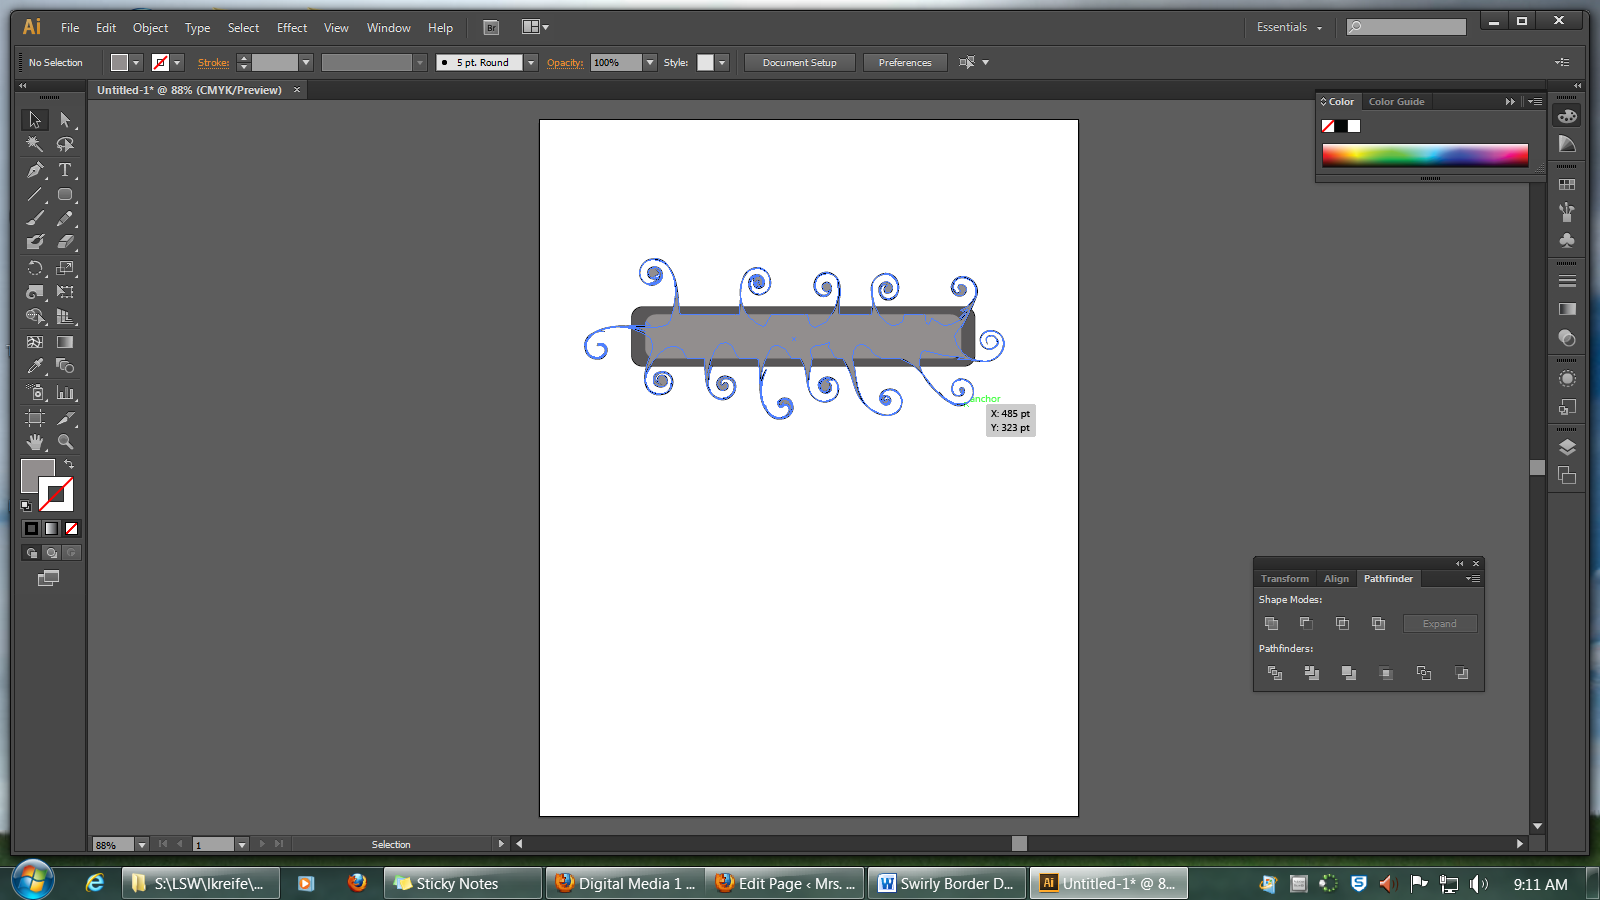 Ai File Edit Object Type Select Effect View Window Help Br Essentials
No Selection Stroke: 5 pt. Round Opacity: 100% Style: Document Setup Preferences
Untitled-1* @ 88% (CMYK/Preview)
Color Color Guide
anchor
X: 485 pt
Y: 323 pt
Transform Align Pathfinder
Shape Modes:
Expand
Pathfinders:
88% 1 Selection
S:\LSW\lkreife\... Sticky Notes Digital Media 1 ... Edit Page ‹ Mrs. ... Swirly Border D... Untitled-1* @ 8... 9:11 AM